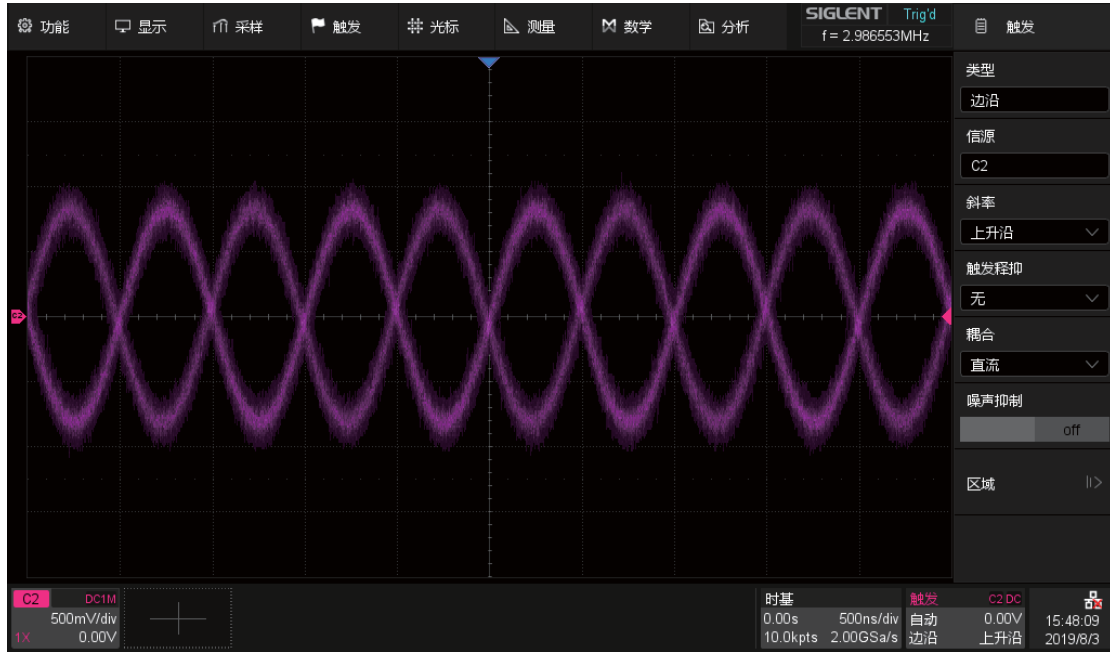 功能
显示
采样
触发
光标
测量
数学
分析
SIGLENT Trig'd
f = 2.986553MHz
触发
类型
边沿
信源
C2
斜率
上升沿
触发释抑
无
耦合
直流
噪声抑制
off
区域
C2
C2 DC1M
500mV/div
1X 0.00V
时基
0.00s 500ns/div
10.0kpts 2.00GSa/s
触发 C2 DC
自动 0.00V
边沿 上升沿
15:48:09
2019/8/3